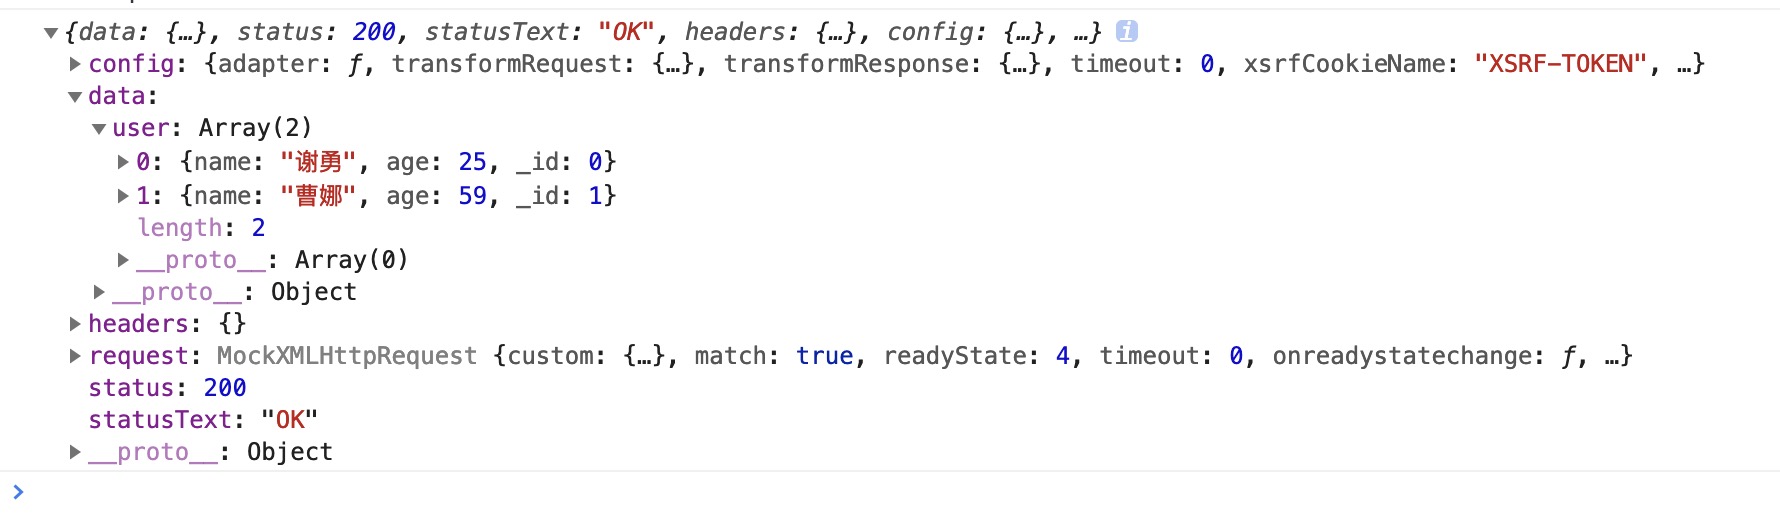 {data: {…}, status: 200, statusText: "OK", headers: {…}, config: {…}, …} i
config: {adapter: ƒ, transformRequest: {…}, transformResponse: {…}, timeout: 0, xsrfCookieName: "XSRF-TOKEN", …}
data:
user: Array(2)
0: {name: "谢勇", age: 25, _id: 0}
1: {name: "曹娜", age: 59, _id: 1}
length: 2
__proto__: Array(0)
__proto__: Object
headers: {}
request: MockXMLHttpRequest {custom: {…}, match: true, readyState: 4, timeout: 0, onreadystatechange: ƒ, …}
status: 200
statusText: "OK"
__proto__: Object